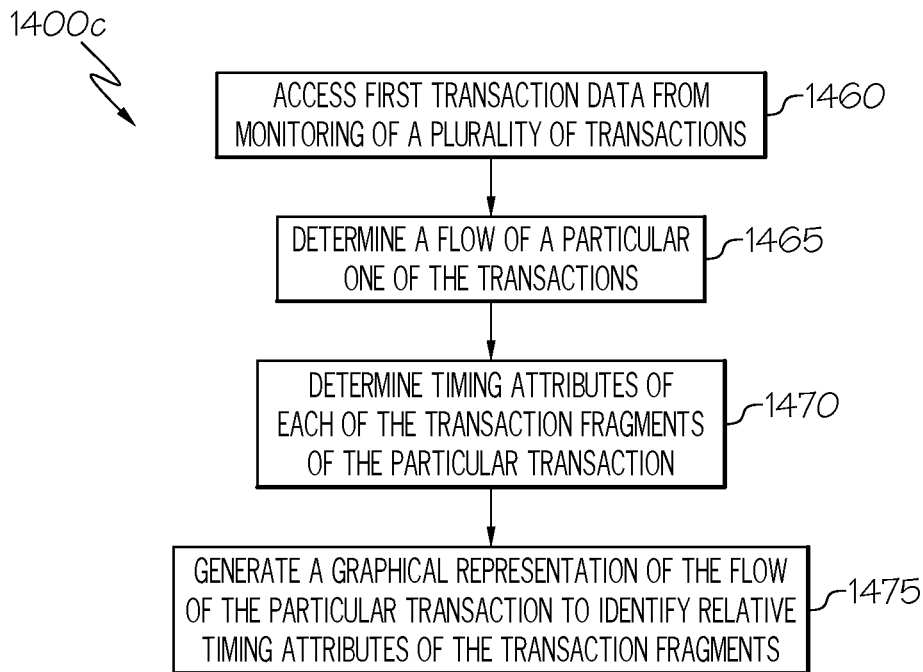 1400c
ACCESS FIRST TRANSACTION DATA FROM
MONITORING OF A PLURALITY OF TRANSACTIONS
1460
DETERMINE A FLOW OF A PARTICULAR
ONE OF THE TRANSACTIONS
1465
DETERMINE TIMING ATTRIBUTES OF
EACH OF THE TRANSACTION FRAGMENTS
OF THE PARTICULAR TRANSACTION
1470
GENERATE A GRAPHICAL REPRESENTATION OF THE FLOW
OF THE PARTICULAR TRANSACTION TO IDENTIFY RELATIVE
TIMING ATTRIBUTES OF THE TRANSACTION FRAGMENTS
1475